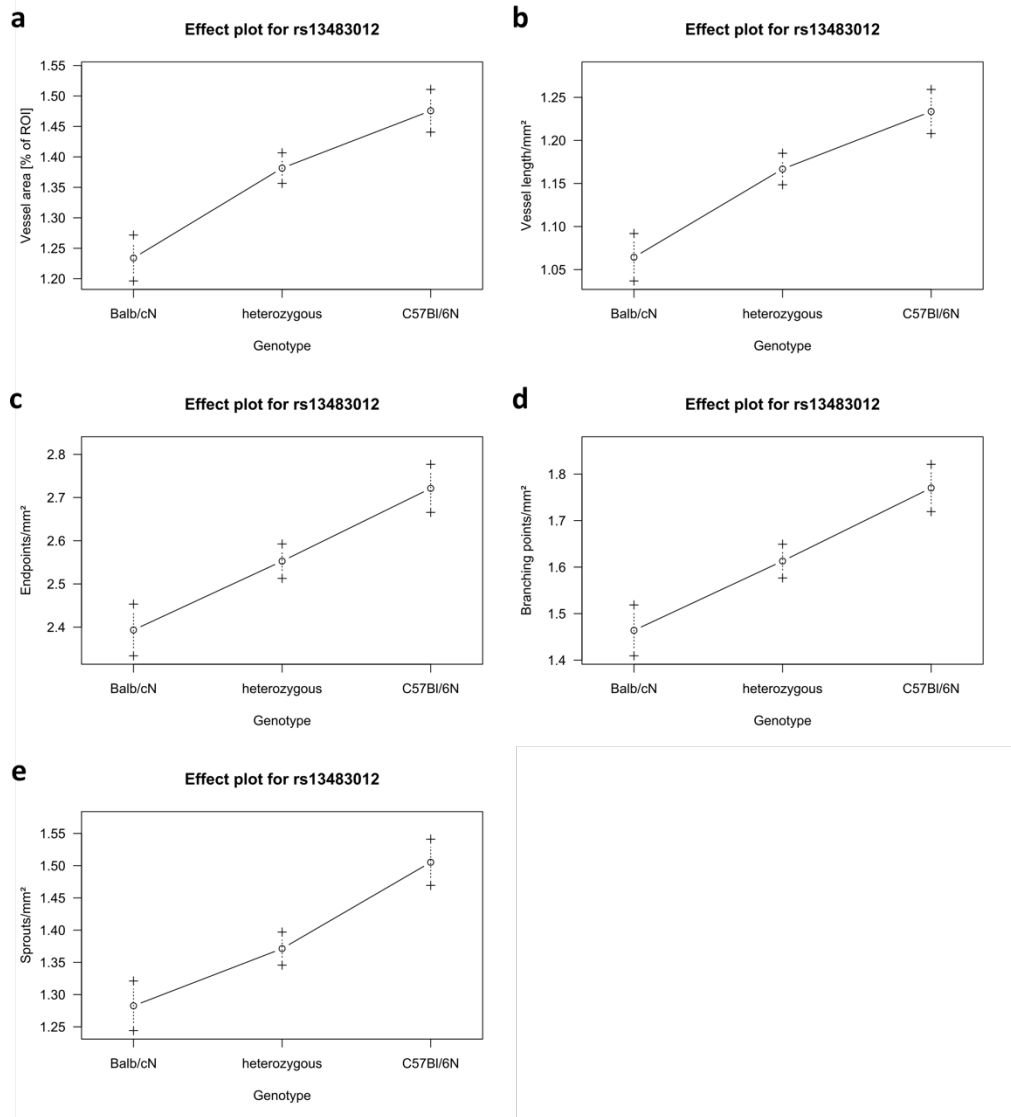 a
Effect plot for rs13483012
Vessel area [% of ROI]
1.55
1.50
1.45
1.40
1.35
1.30
1.25
1.20
Balb/cN heterozygous C57Bl/6N
Genotype
b
Effect plot for rs13483012
Vessel length/mm²
1.25
1.20
1.15
1.10
1.05
Balb/cN heterozygous C57Bl/6N
Genotype
c
Effect plot for rs13483012
Endpoints/mm²
2.8
2.7
2.6
2.5
2.4
Balb/cN heterozygous C57Bl/6N
Genotype
d
Effect plot for rs13483012
Branching points/mm²
1.8
1.7
1.6
1.5
1.4
Balb/cN heterozygous C57Bl/6N
Genotype
e
Effect plot for rs13483012
Sprouts/mm²
1.55
1.50
1.45
1.40
1.35
1.30
1.25
Balb/cN heterozygous C57Bl/6N
Genotype